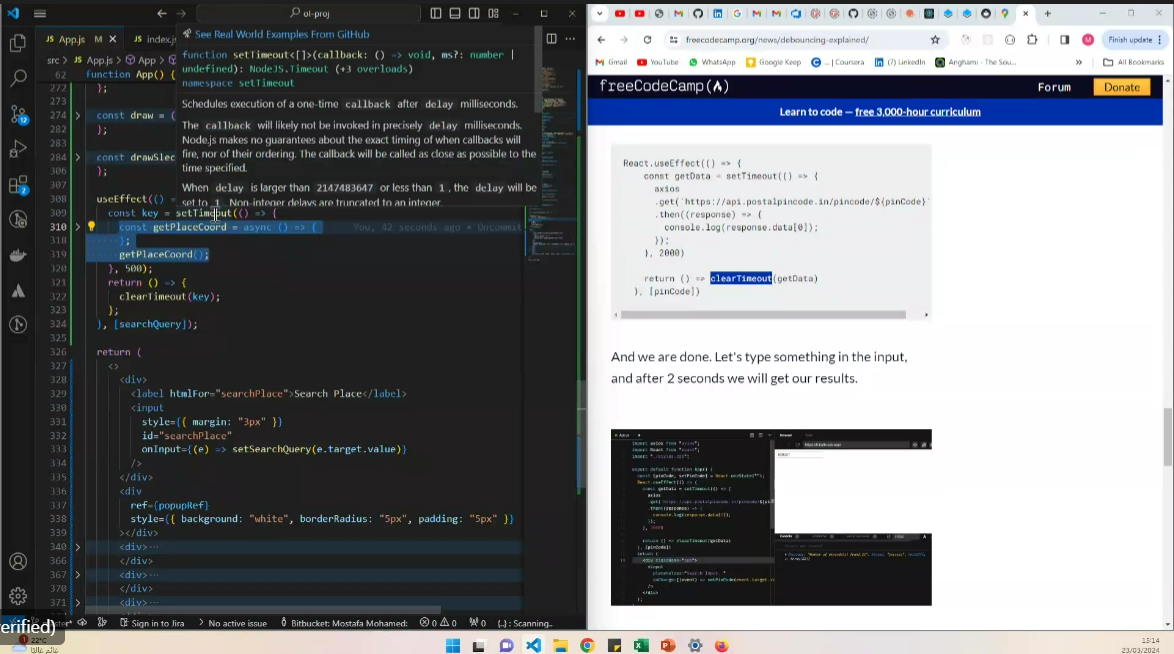 ol-proj
JS App.js M
JS index.js
src > JS App.js > App >
62 function App() {
272 };
273
274 const draw = (
282 };
283
284 const drawSlec
306 };
307
308 useEffect(() =
309 const key = setTimeout(() => {
310 const getPlaceCoord = async () => { You, 42 seconds ago • Uncommit
318 };
319 getPlaceCoord();
320 }, 500);
321 return () => {
322 clearTimeout(key);
323 };
324 }, [searchQuery]);
325
326 return (
327 <>
328 <div>
329 <label htmlFor="searchPlace">Search Place</label>
330 <input
331 style={{ margin: "3px" }}
332 id="searchPlace"
333 onInput={(e) => setSearchQuery(e.target.value)}
334 />
335 </div>
336 <div
337 ref={popupRef}
338 style={{ background: "white", borderRadius: "5px", padding: "5px" }}
339 ></div>
340 <div>
366 </div>
367 <div>
370 </div>
371 <div>
See Real World Examples From GitHub
function setTimeout<[]>(callback: () => void, ms?: number |
undefined): NodeJS.Timeout (+3 overloads)
namespace setTimeout
Schedules execution of a one-time callback after delay milliseconds.
The callback will likely not be invoked in precisely delay milliseconds.
Node.js makes no guarantees about the exact timing of when callbacks will
fire, nor of their ordering. The callback will be called as close as possible to the
time specified.
When delay is larger than 2147483647 or less than 1, the delay will be
set to 1. Non-integer delays are truncated to an integer.
12
2
erified)
Sign in to Jira
No active issue
Bitbucket: Mostafa Mohamed:
0 0
0
Scanning..
22°C
freecodecamp.org/news/debouncing-explained/
M
Finish update
Gmail
YouTube
WhatsApp
Google Keep
... | Coursera
(7) LinkedIn
Anghami - The Sou...
»
All Bookmarks
freeCodeCamp(🔥)
Forum
Donate
Learn to code — free 3,000-hour curriculum
React.useEffect(() => {
const getData = setTimeout(() => {
axios
.get(`https://api.postalpincode.in/pincode/${pinCode}`
.then((response) => {
console.log(response.data[0]);
});
}, 2000)
return () => clearTimeout(getData)
}, [pinCode])
And we are done. Let's type something in the input,
and after 2 seconds we will get our results.
15:14
23/03/2024